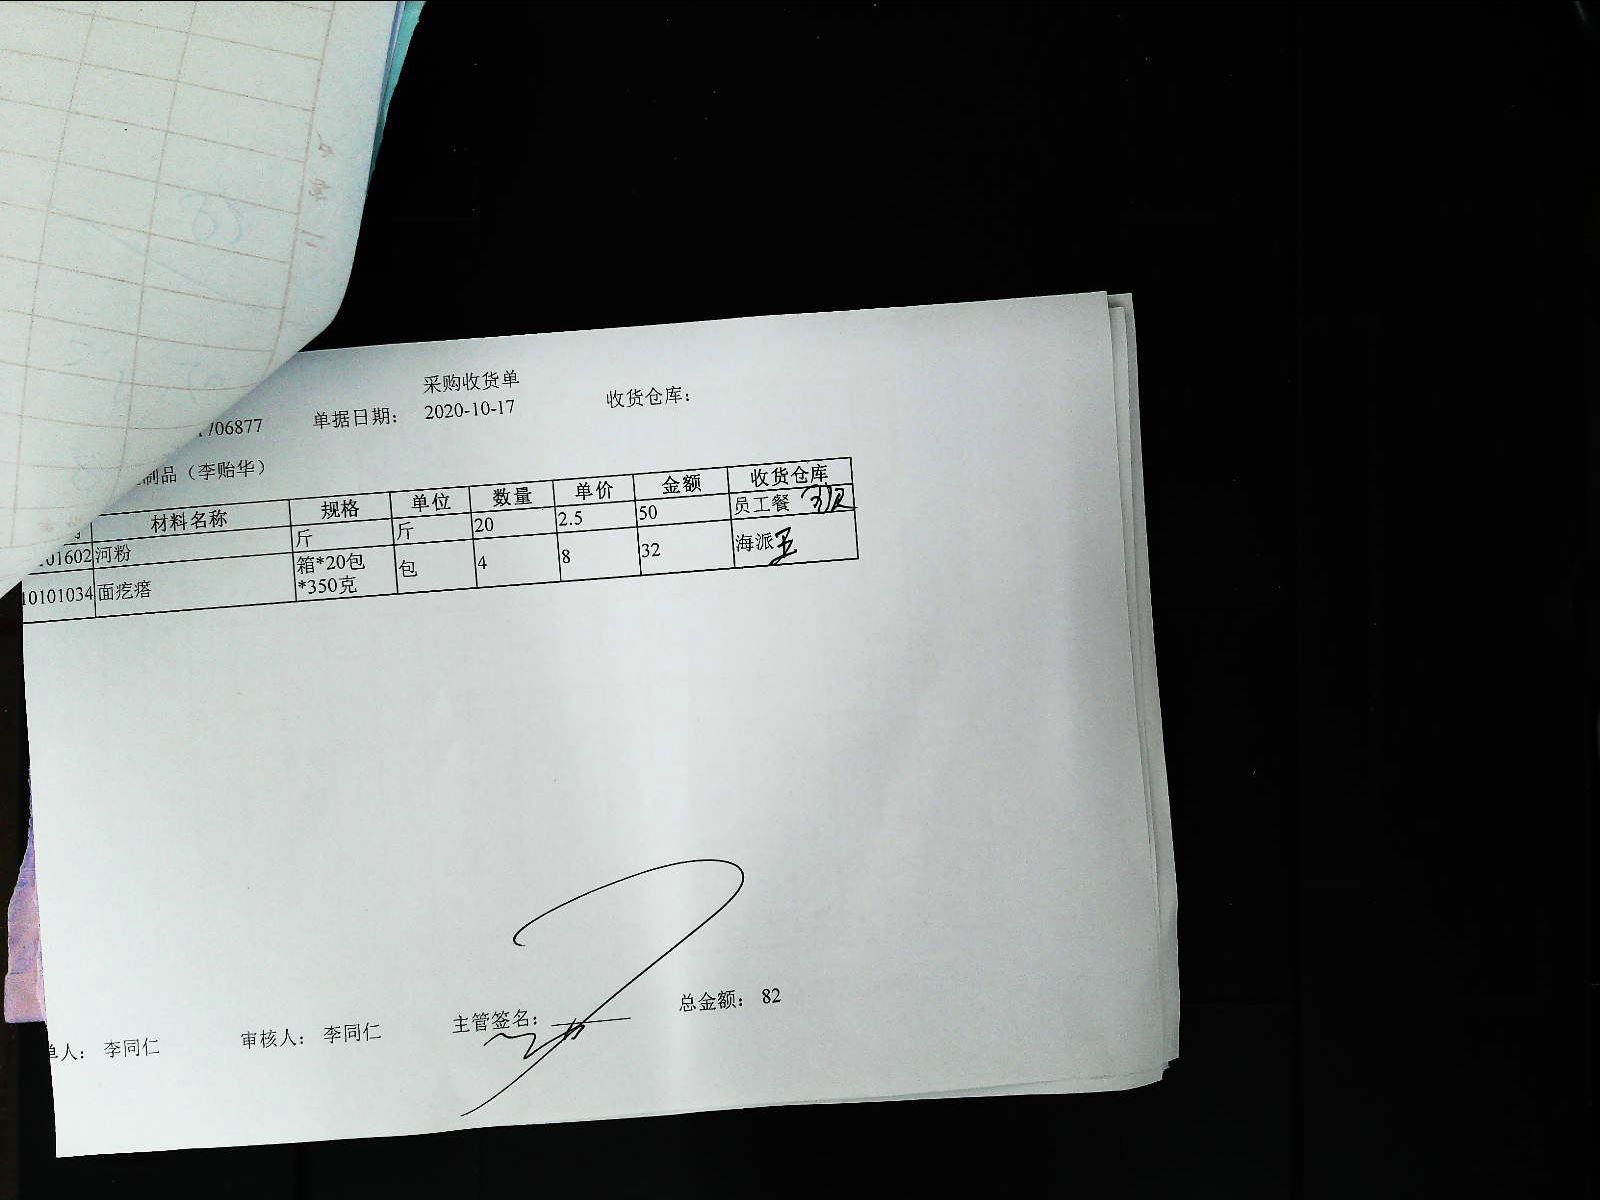 采购收货单
706877 单据日期: 2020-10-17 收货仓库:
制品（李贻华）
材料名称 规格 单位 数量 单价 金额 收货仓库
01602 河粉 斤 斤 20 2.5 50 员工餐
10101034 面疙瘩 箱*20包*350克 包 4 8 32 海派
单人: 李同仁 审核人: 李同仁 主管签名: 总金额: 82